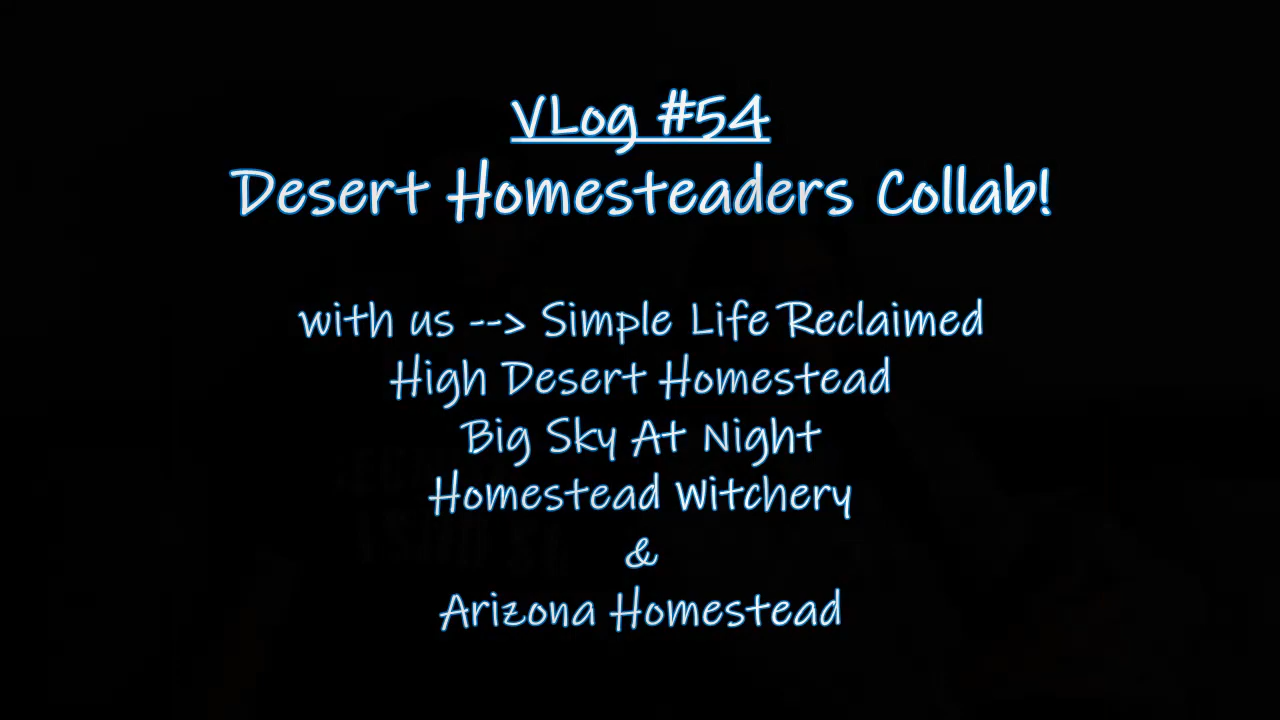 VLog #54
Desert Homesteaders Collab!
with us --> Simple Life Reclaimed
High Desert Homestead
Big Sky At Night
Homestead Witchery
&
Arizona Homestead